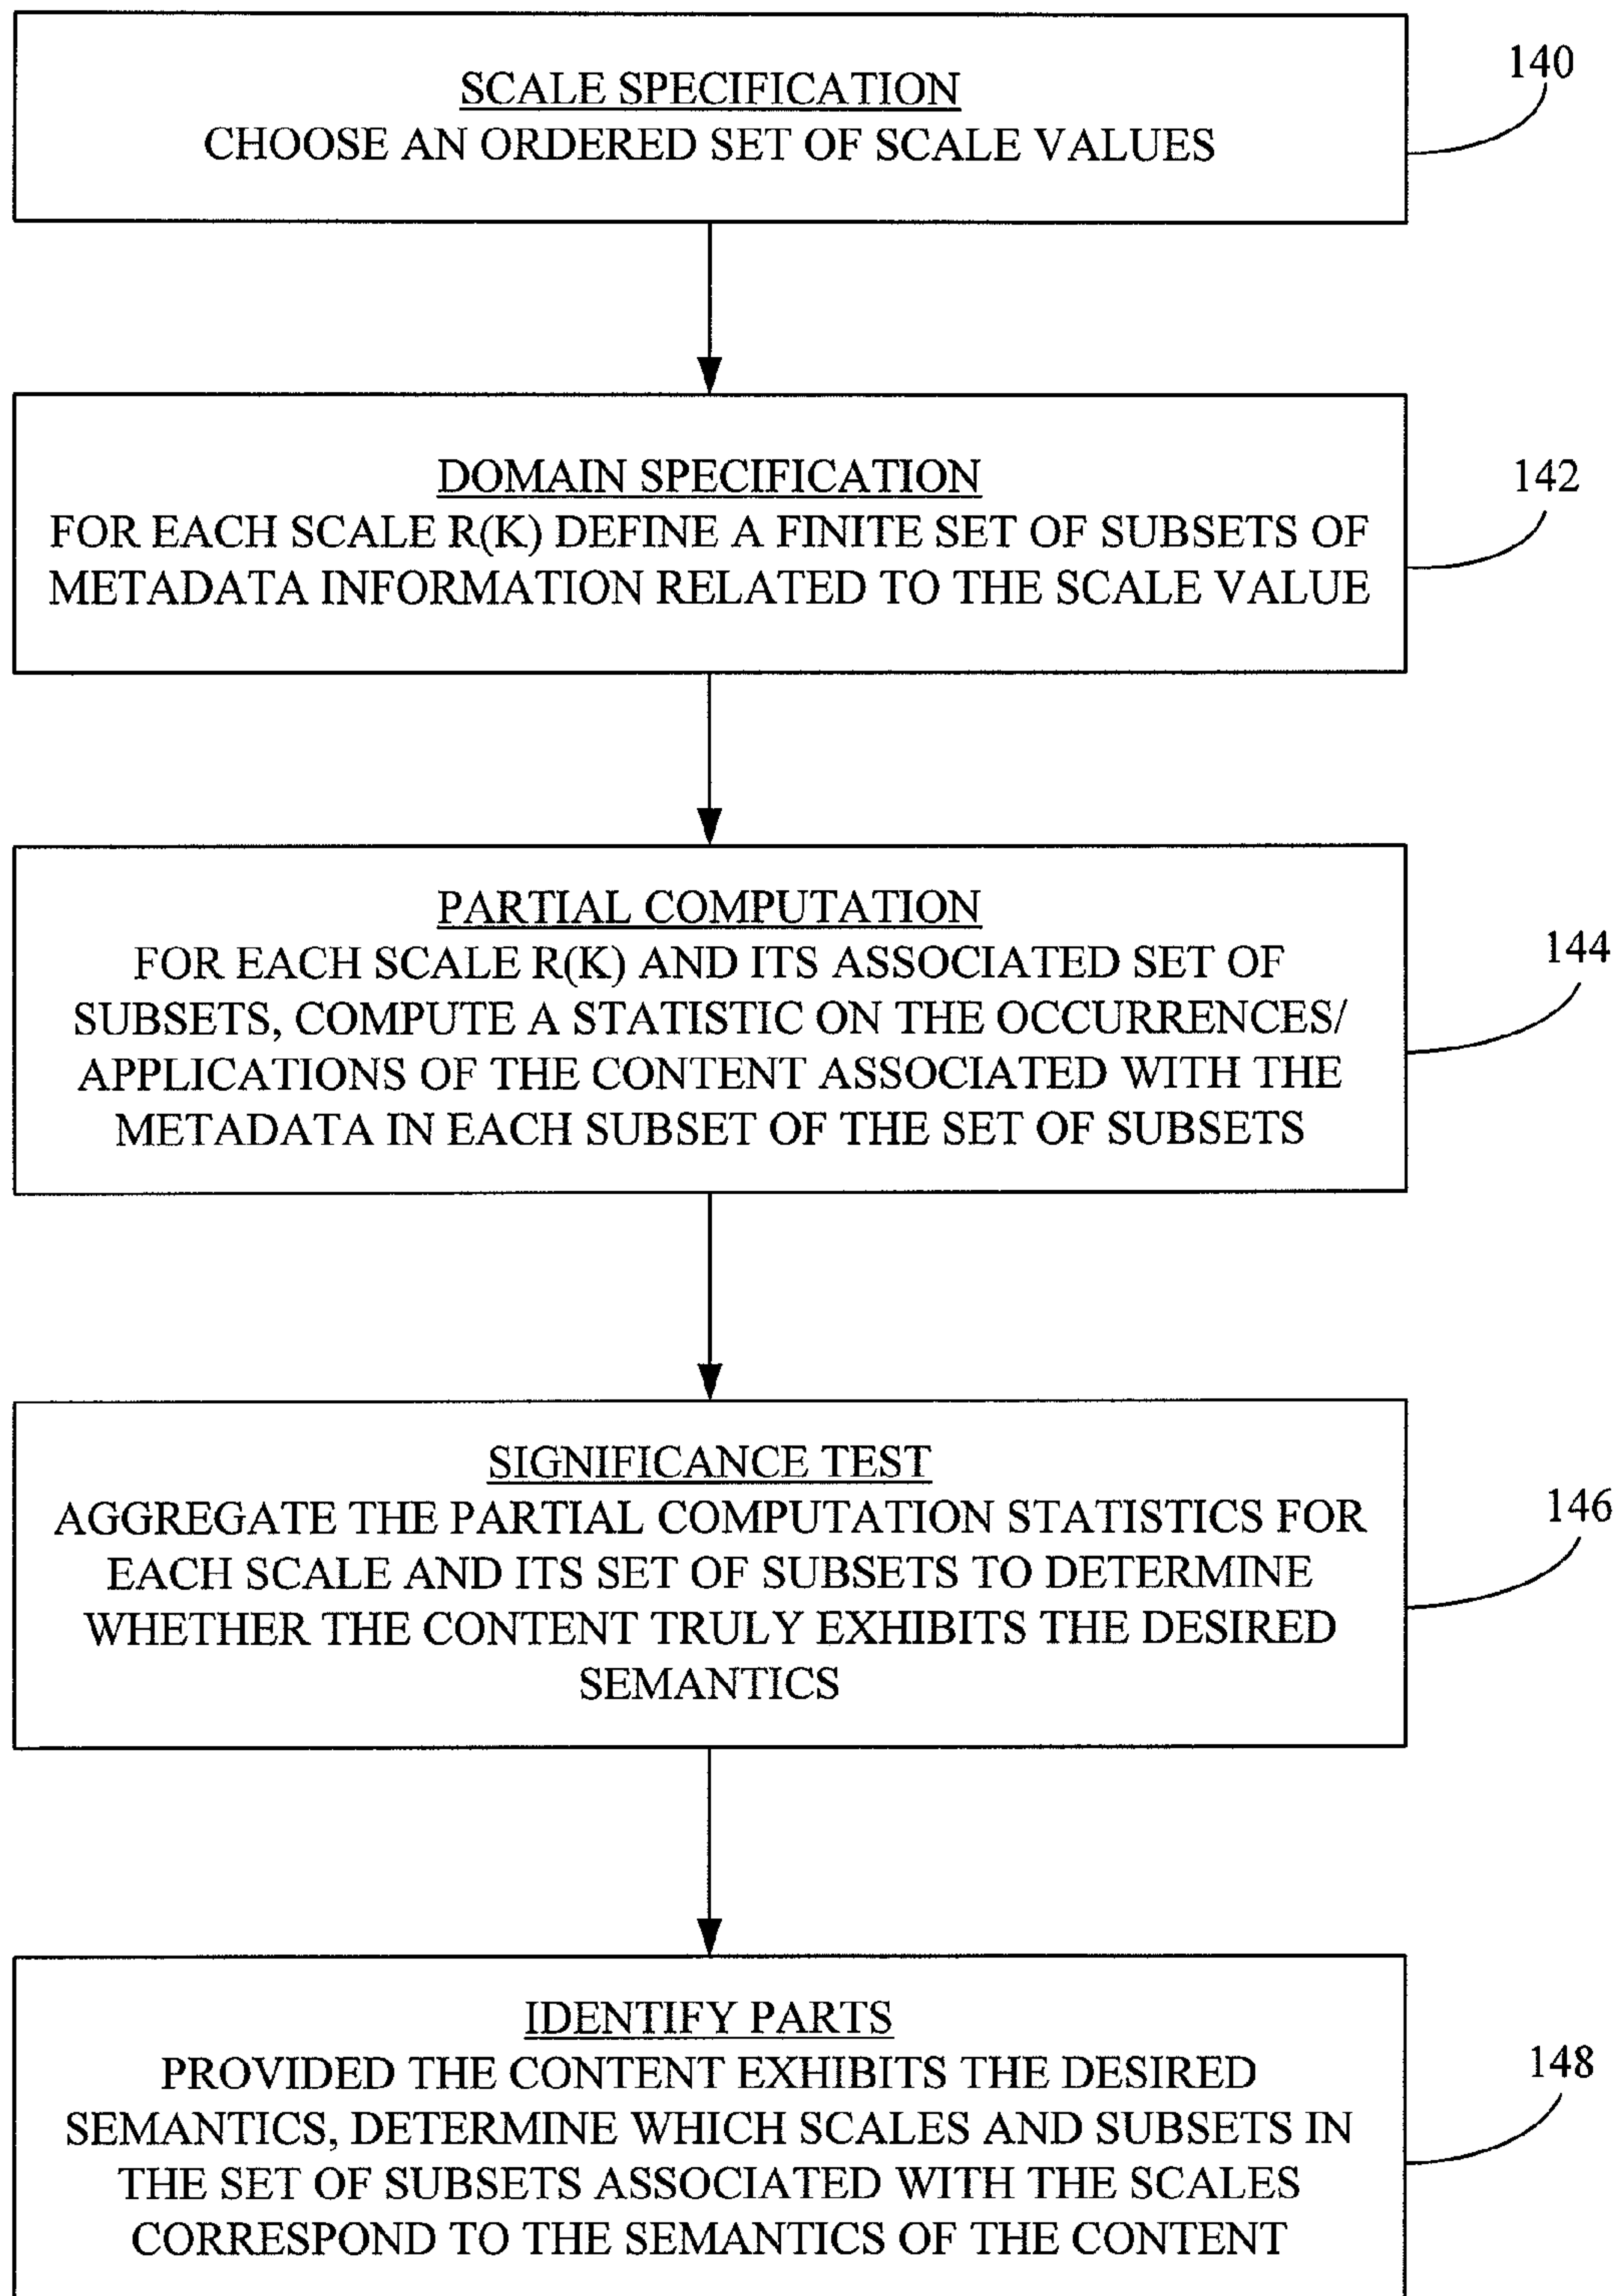 SCALE SPECIFICATION
CHOOSE AN ORDERED SET OF SCALE VALUES
140
DOMAIN SPECIFICATION
FOR EACH SCALE R(K) DEFINE A FINITE SET OF SUBSETS OF
METADATA INFORMATION RELATED TO THE SCALE VALUE
142
PARTIAL COMPUTATION
FOR EACH SCALE R(K) AND ITS ASSOCIATED SET OF
SUBSETS, COMPUTE A STATISTIC ON THE OCCURRENCES/
APPLICATIONS OF THE CONTENT ASSOCIATED WITH THE
METADATA IN EACH SUBSET OF THE SET OF SUBSETS
144
SIGNIFICANCE TEST
AGGREGATE THE PARTIAL COMPUTATION STATISTICS FOR
EACH SCALE AND ITS SET OF SUBSETS TO DETERMINE
WHETHER THE CONTENT TRULY EXHIBITS THE DESIRED
SEMANTICS
146
IDENTIFY PARTS
PROVIDED THE CONTENT EXHIBITS THE DESIRED
SEMANTICS, DETERMINE WHICH SCALES AND SUBSETS IN
THE SET OF SUBSETS ASSOCIATED WITH THE SCALES
CORRESPOND TO THE SEMANTICS OF THE CONTENT
148